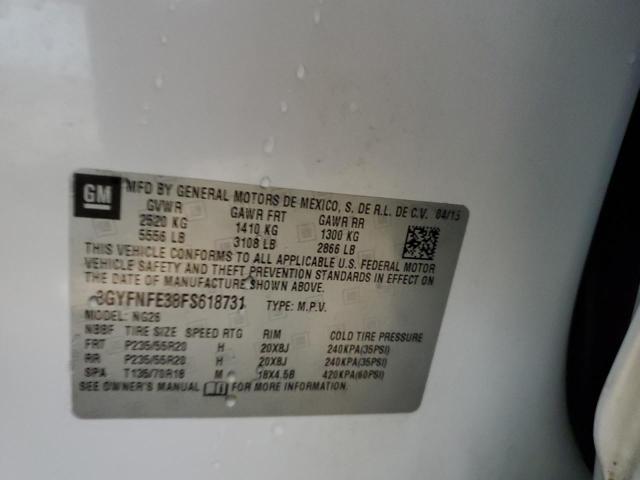 GM
MFD BY GENERAL MOTORS DE MEXICO, S. DE R.L. DE C.V. 04/15
GVWR GAWR FRT GAWR RR
2520 KG 1410 KG 1300 KG
5556 LB 3108 LB 2866 LB
THIS VEHICLE CONFORMS TO ALL APPLICABLE U.S. FEDERAL MOTOR
VEHICLE SAFETY AND THEFT PREVENTION STANDARDS IN EFFECT ON
THE DATE OF MANUFACTURE SHOWN ABOVE.
3GYFNFE38FS618731 TYPE: M.P.V.
MODEL: NG26
NBBF TIRE SIZE SPEED RTG RIM COLD TIRE PRESSURE
FRT P235/55R20 H 20X8J 240KPA(35PSI)
RR P235/55R20 H 20X8J 240KPA(35PSI)
SPA T135/70R18 M 18X4.5B 420KPA(60PSI)
SEE OWNER'S MANUAL FOR MORE INFORMATION.